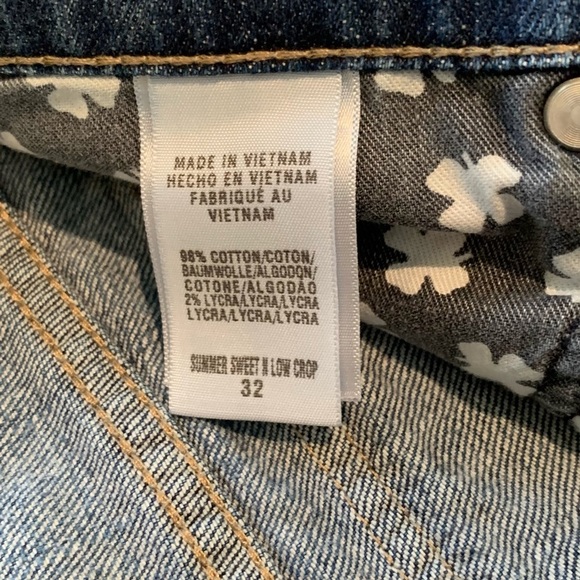 MADE IN VIETNAM
HECHO EN VIETNAM
FABRIQUÉ AU
VIETNAM
98% COTTON/COTON/
BAUMWOLLE/ALGODON/
COTONE/ALGODÃO
2% LYCRA/LYCRA/LYCRA
LYCRA/LYCRA/LYCRA
SUMMER SWEET N LOW CROP
32